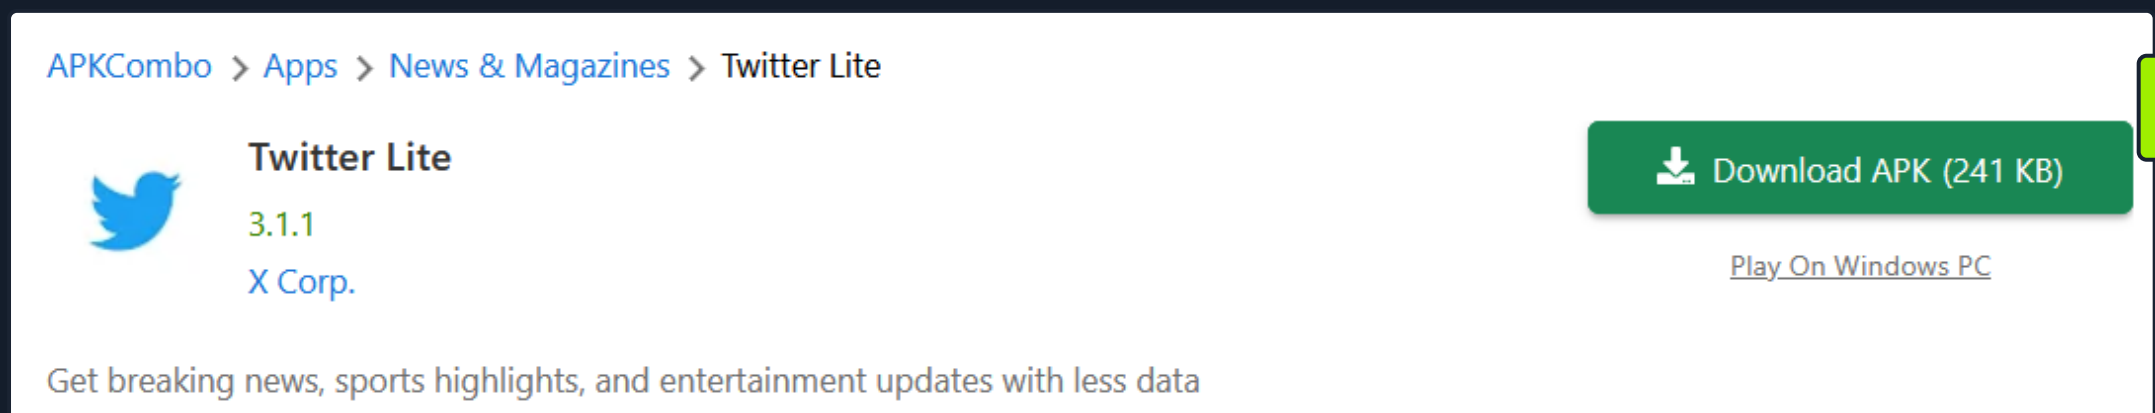 APKCombo > Apps > News & Magazines > Twitter Lite
Twitter Lite
3.1.1
X Corp.
Download APK (241 KB)
Play On Windows PC
Get breaking news, sports highlights, and entertainment updates with less data